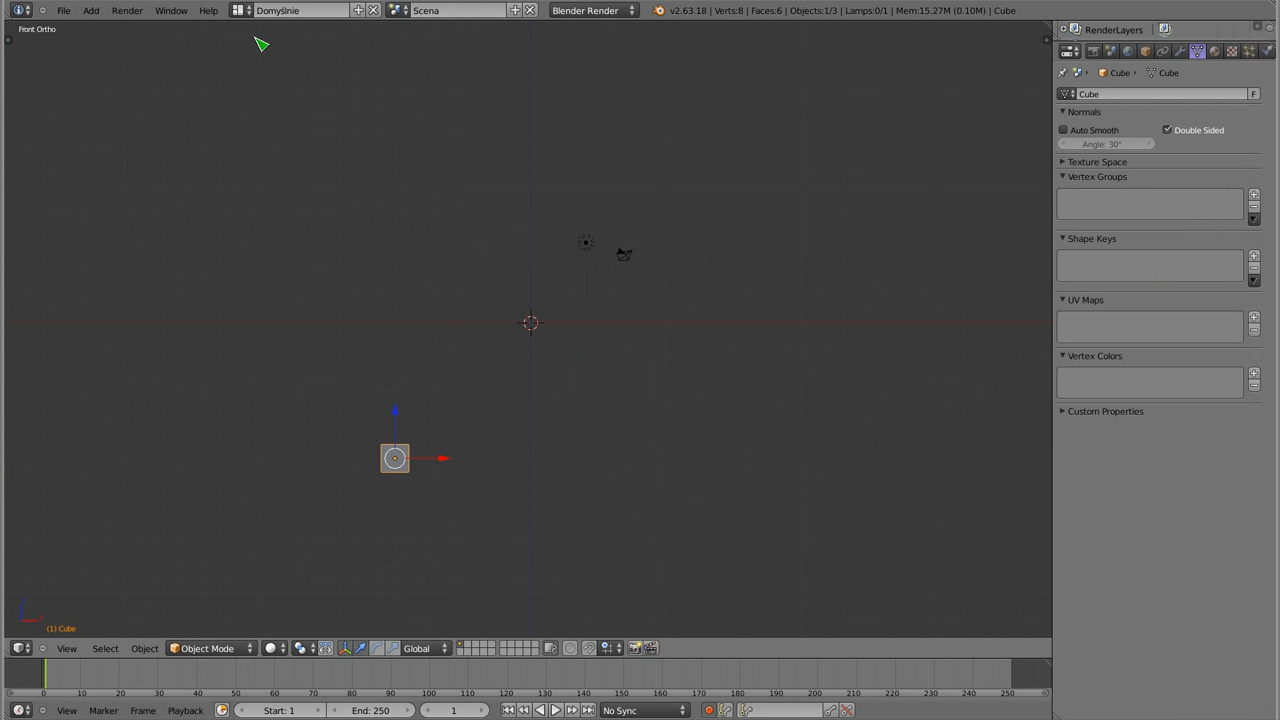 File Add Render Window Help Domyślnie Scena Blender Render v2.63.18 | Verts:8 | Faces:6 | Objects:1/3 | Lamps:0/1 | Mem:15.27M (0.10M) | Cube
Front Ortho
RenderLayers
Cube Cube
Cube F
Normals
Auto Smooth Double Sided
Angle: 30°
Texture Space
Vertex Groups
Shape Keys
UV Maps
Vertex Colors
Custom Properties
(1) Cube
View Select Object Object Mode Global
0 10 20 30 40 50 60 70 80 90 100 110 120 130 140 150 160 170 180 190 200 210 220 230 240 250
View Marker Frame Playback Start: 1 End: 250 1 No Sync